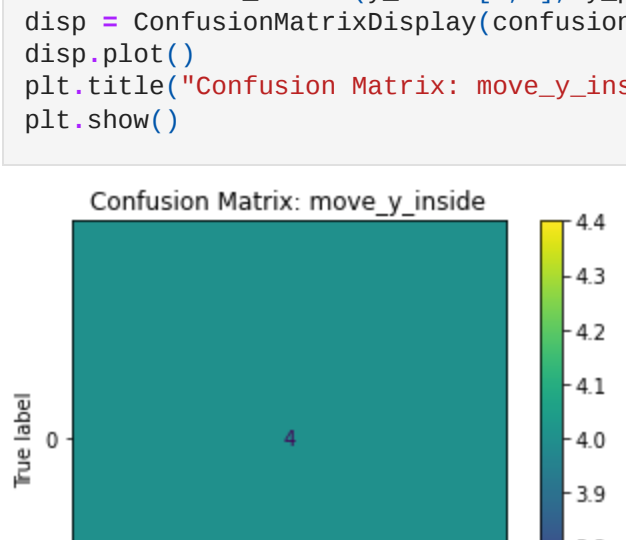 disp = ConfusionMatrixDisplay(confusion
disp.plot()
plt.title("Confusion Matrix: move_y_ins
plt.show()
Confusion Matrix: move_y_inside
4.4
4.3
4.2
4.1
4.0
3.9
True label
0
4